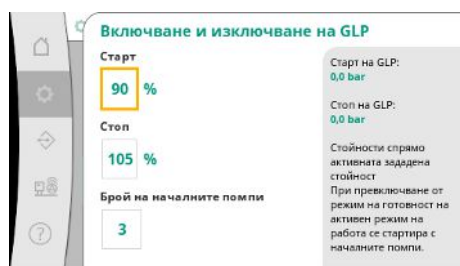 Включване и изключване на GLP
Старт
90 %
Стоп
105 %
Брой на началните помпи
3
Старт на GLP:
0,0 bar
Стоп на GLP:
0,0 bar
Стойности спрямо
активната зададена
стойност
При превключване от
режим на готовност на
активен режим на
работа се стартира с
началните помпи.